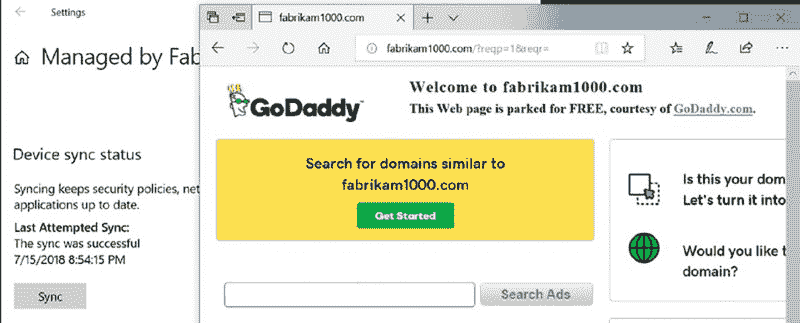 Settings
Managed by Fab
Device sync status
Syncing keeps security policies, net
applications up to date.
Last Attempted Sync:
The sync was successful
7/15/2018 8:54:15 PM
Sync
fabrikam1000.com
fabrikam1000.com/?reqp=1&reqr=
GoDaddy
Welcome to fabrikam1000.com
This Web page is parked for FREE, courtesy of GoDaddy.com.
Search for domains similar to
fabrikam1000.com
Get Started
Search Ads
Is this your dom
Let's turn it into
Would you like t
domain?